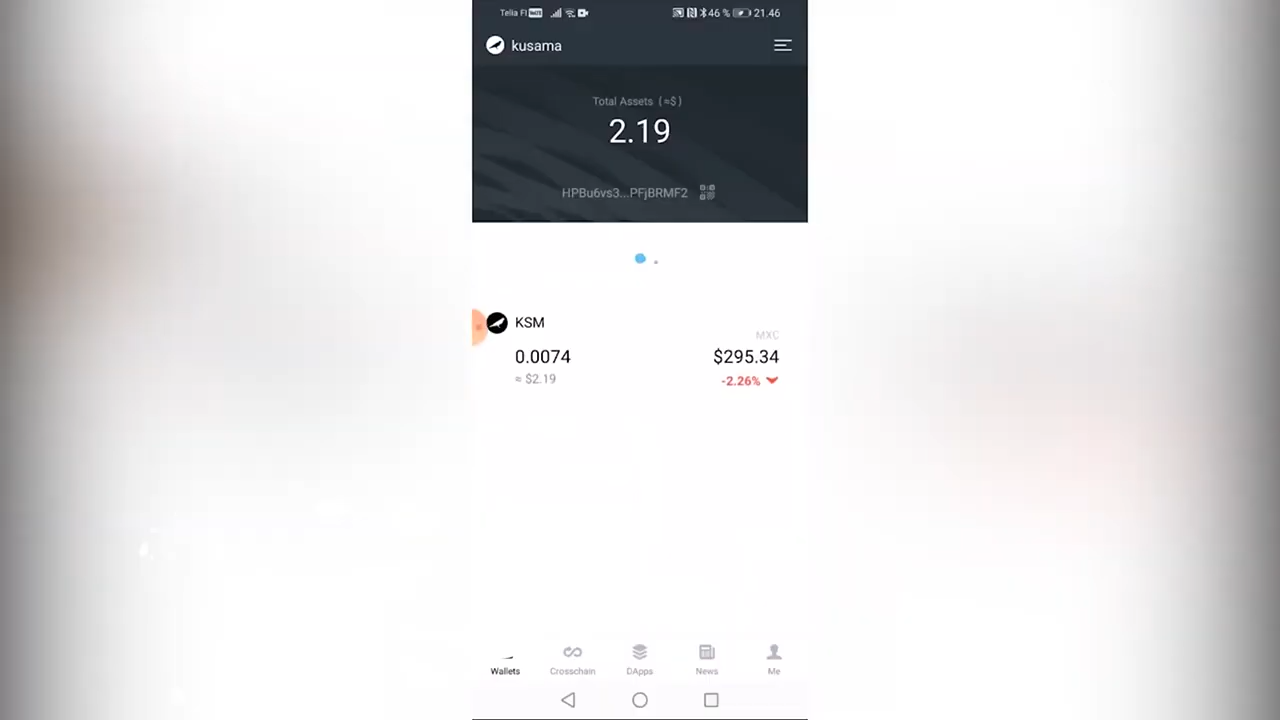 Telia FI VoLTE 46 % 21.46
kusama
Total Assets (≈$)
2.19
HPBu6vs3...PFjBRMF2
KSM
MXC
0.0074 $295.34
≈ $2.19 -2.26%
Wallets Crosschain DApps News Me